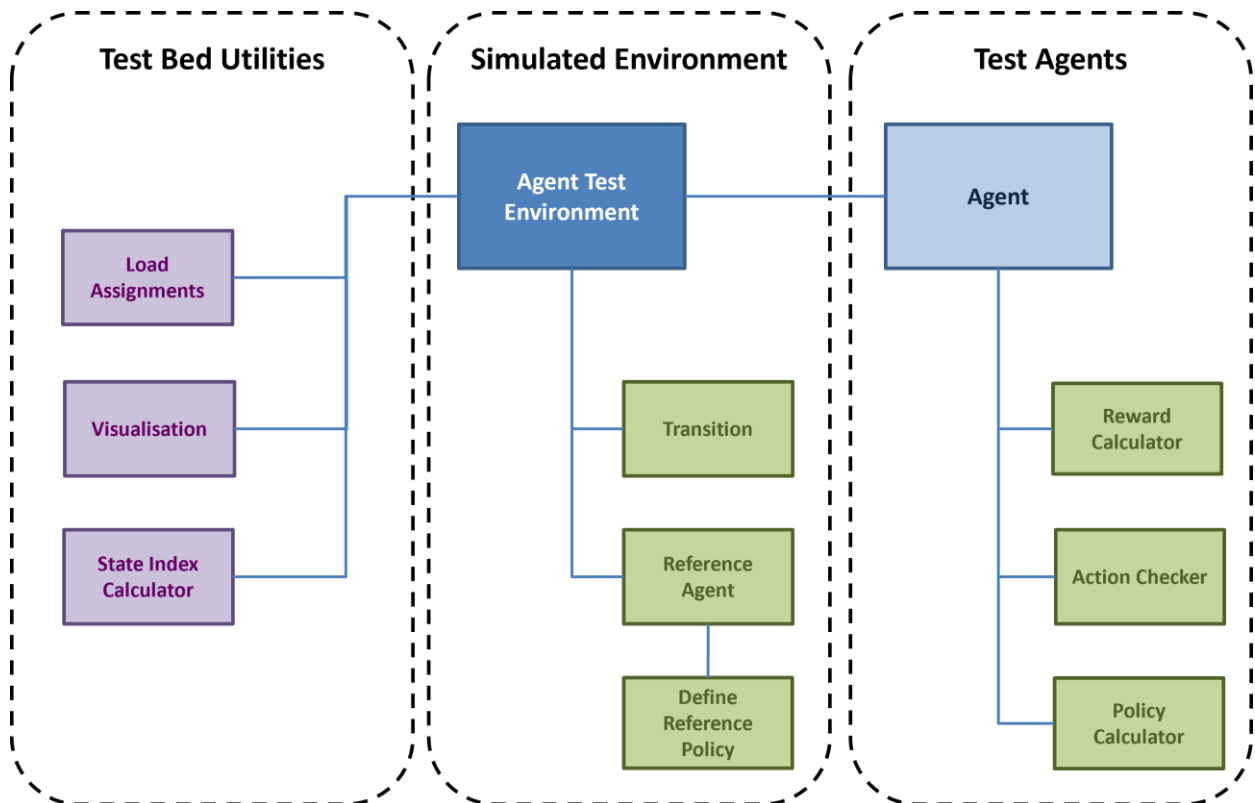 Test Bed Utilities
Load
Assignments
Visualisation
State Index
Calculator
Simulated Environment
Agent Test
Environment
Transition
Reference
Agent
Define
Reference
Policy
Test Agents
Agent
Reward
Calculator
Action Checker
Policy
Calculator